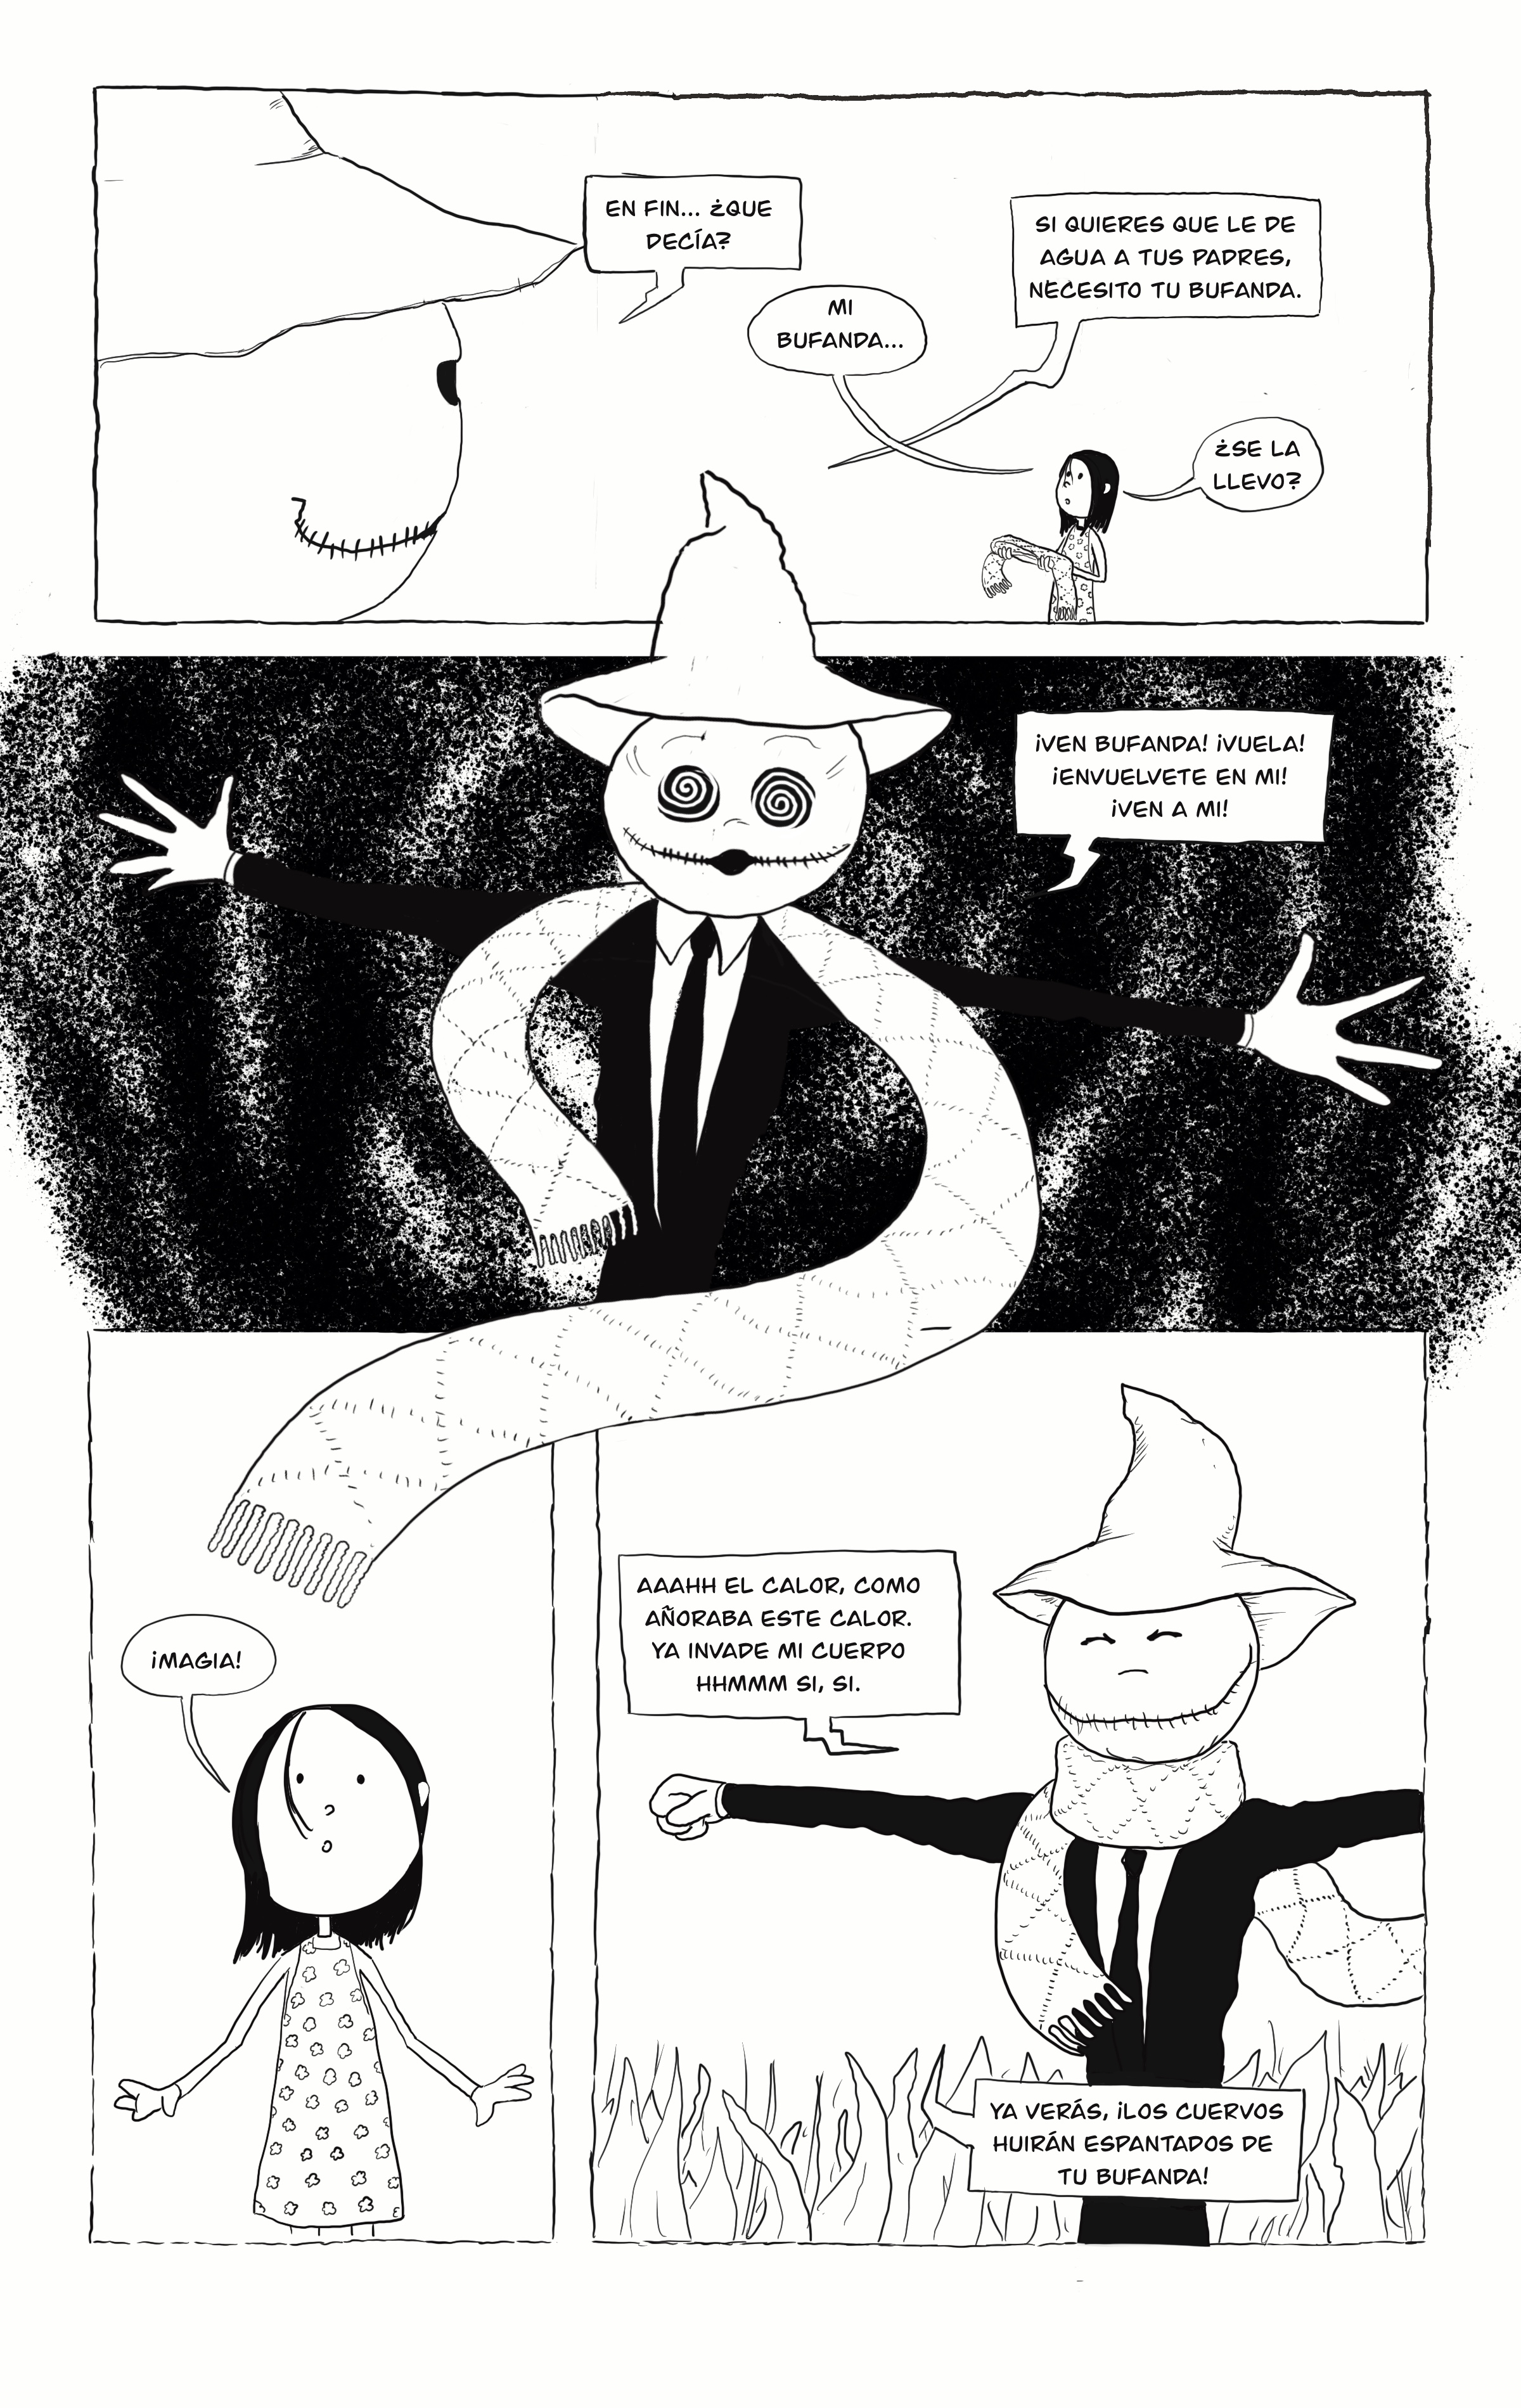 EN FIN... ¿QUE
DECÍA?
SI QUIERES QUE LE DE
AGUA A TUS PADRES,
NECESITO TU BUFANDA.
MI
BUFANDA...
¿SE LA
LLEVO?
¡VEN BUFANDA! ¡VUELA!
¡ENVUELVETE EN MI!
¡VEN A MI!
¡MAGIA!
AAAHH EL CALOR, COMO
AÑORABA ESTE CALOR.
YA INVADE MI CUERPO
HHMMM SI, SI.
YA VERÁS, ¡LOS CUERVOS
HUIRÁN ESPANTADOS DE
TU BUFANDA!